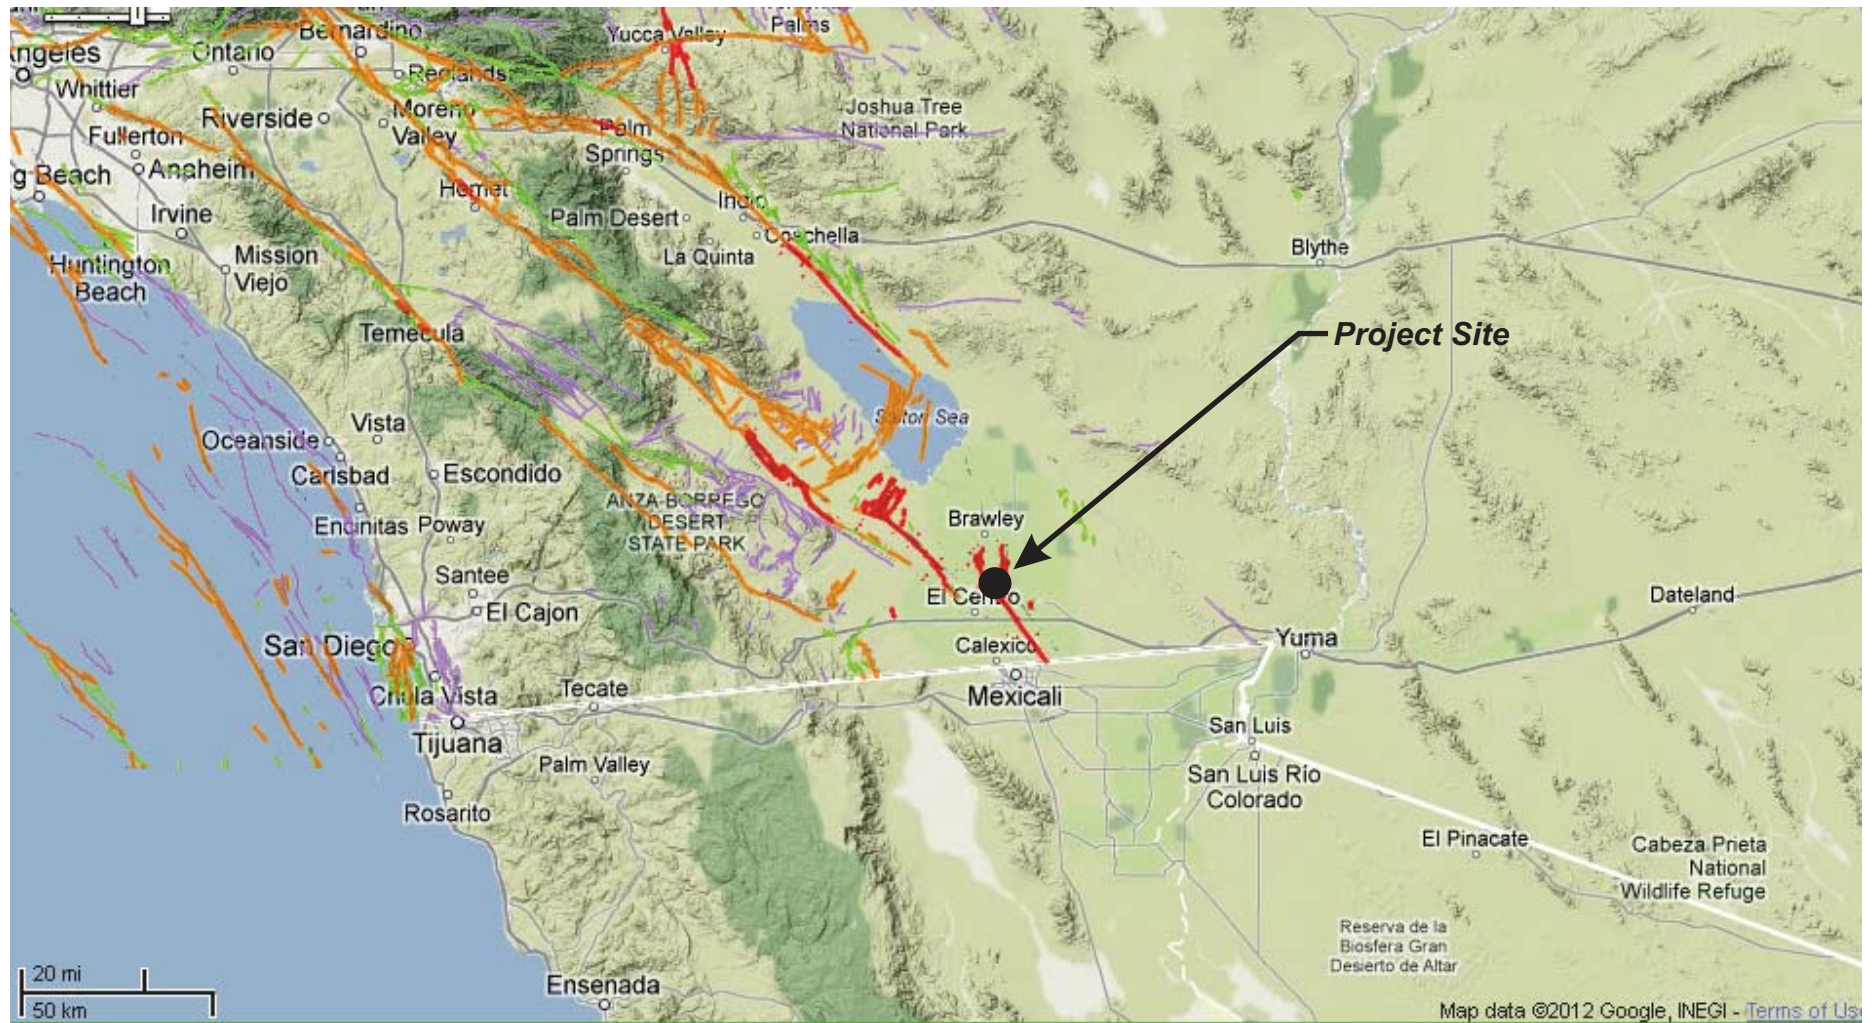 Bernardino
Palms
Yucca Valley
Angeles
Ontario
Redlands
Whittier
Riverside
Moreno
Valley
Joshua Tree
National Park
Fullerton
Palm
Springs
g Beach
Anaheim
Hemet
Irvine
Palm Desert
Indio
Coachella
Mission
Viejo
La Quinta
Blythe
Huntington
Beach
Temecula
Project Site
Salton Sea
Vista
Oceanside
Carlsbad
Escondido
ANZA-BORREGO
DESERT
STATE PARK
Encinitas
Poway
Brawley
Santee
El Cajon
El Centro
Dateland
San Diego
Calexico
Yuma
Chula Vista
Tecate
Mexicali
Tijuana
San Luis
Palm Valley
San Luis Río
Colorado
Rosarito
El Pinacate
Cabeza Prieta
National
Wildlife Refuge
Reserva de la
Biosfera Gran
Desierto de Altar
20 mi
50 km
Ensenada
Map data ©2012 Google, INEGI - Terms of Use